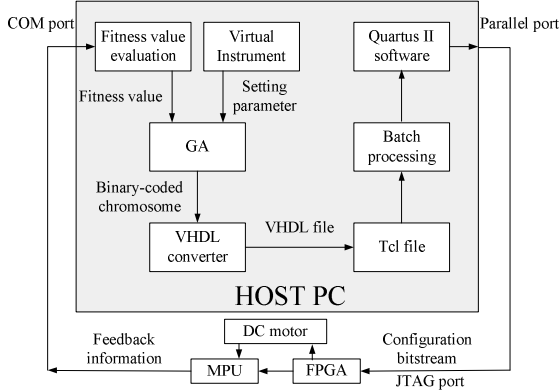 COM port
Parallel port
Fitness value
evaluation
Virtual
Instrument
Quartus II
software
Fitness value
Setting
parameter
GA
Batch
processing
Binary-coded
chromosome
VHDL
converter
VHDL file
Tcl file
HOST PC
DC motor
Feedback
information
MPU
FPGA
Configuration
bitstream
JTAG port